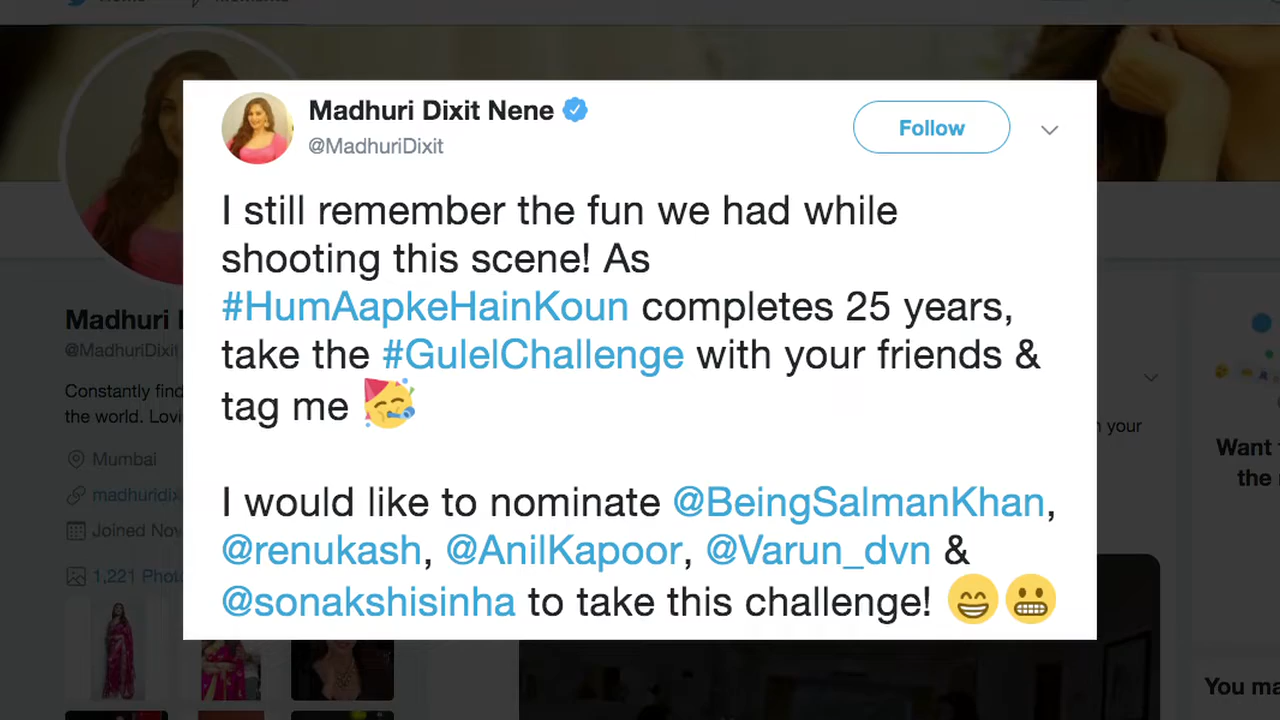 Madhuri Dixit Nene
@MadhuriDixit
Follow
I still remember the fun we had while
shooting this scene! As
#HumAapkeHainKoun completes 25 years,
take the #GulelChallenge with your friends &
tag me 🥳
I would like to nominate @BeingSalmanKhan,
@renukash, @AnilKapoor, @Varun_dvn &
@sonakshisinha to take this challenge! 😁😬
Madhuri
@MadhuriDixit
Constantly find
the world. Lovi
Mumbai
madhuridix
Joined Nov
1,221 Phot
your
Want
the
You ma